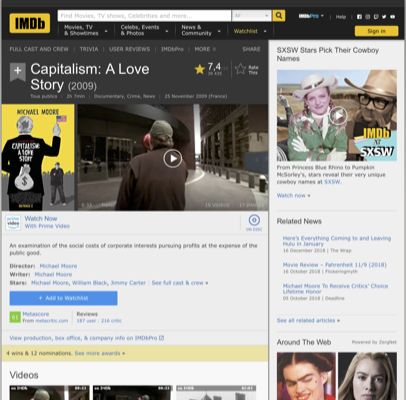 IMDb
Find Movies, TV shows, Celebrities and more...
All
IMDbPro
Help
Movies, TV
& Showtimes
Celebs, Events
& Photos
News &
Community
Watchlist
Sign in
FULL CAST AND CREW | TRIVIA | USER REVIEWS | IMDbPro | MORE
SHARE
Capitalism: A Love
Story (2009)
7,4
Rate
This
Tous publics | 2h 7min | Documentary, Crime, News | 25 November 2009 (France)
MICHAEL MOORE
CAPITALISM:
A LOVE
STORY
Watch Now
With Prime Video
ON DISC
An examination of the social costs of corporate interests pursuing profits at the expense of the
public good.
Director: Michael Moore
Writer: Michael Moore
Stars: Michael Moore, William Black, Jimmy Carter | See full cast & crew »
+ Add to Watchlist
61
Metascore
From metacritic.com
Reviews
187 user | 216 critic
View production, box office, & company info on IMDbPro
4 wins & 12 nominations. See more awards »
Videos
SXSW Stars Pick Their Cowboy
Names
IMDb
AT
SXSW
From Princess Blue Rhino to Pumpkin
McSorley's, stars reveal their very unique
cowboy names at SXSW.
Watch now »
Related News
Here's Everything Coming to and Leaving
Hulu in January
16 December 2018 | The Wrap
Movie Review – Fahrenheit 11/9 (2018)
16 October 2018 | Flickeringmyth
Michael Moore To Receive Critics' Choice
Lifetime Honor
05 October 2018 | Deadline
See all related articles »
Around The Web
Powered by ZergNet